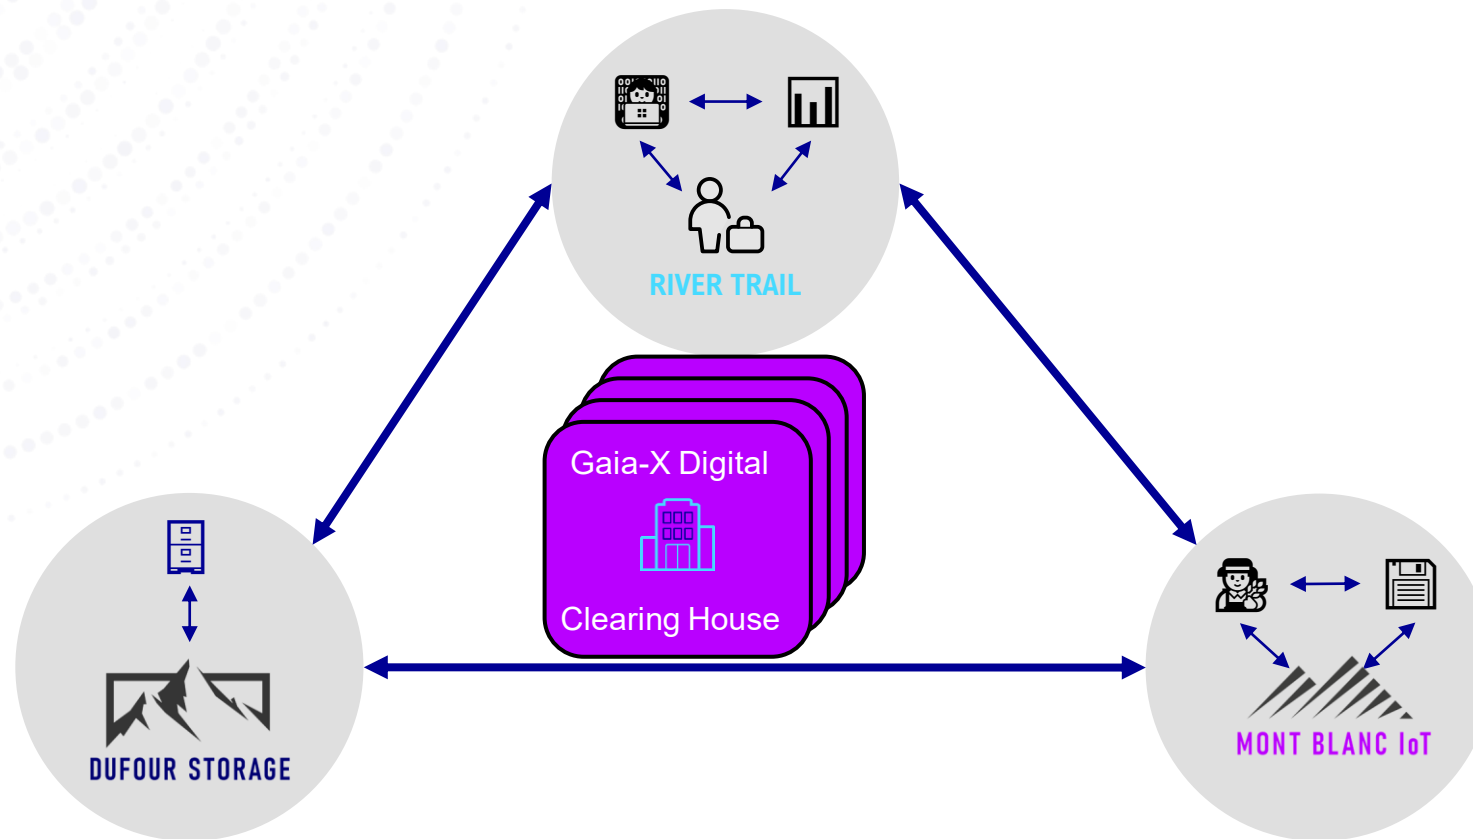 RIVER TRAIL
Gaia-X Digital
Clearing House
DUFOUR STORAGE
MONT BLANC IoT